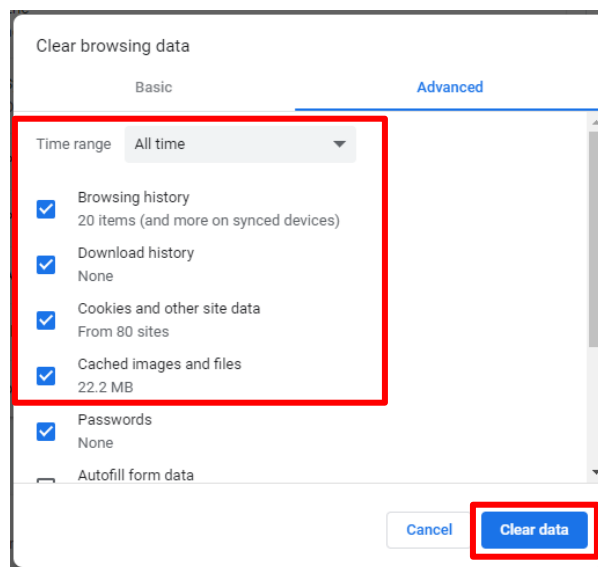 Clear browsing data
Basic Advanced
Time range All time
Browsing history
20 items (and more on synced devices)
Download history
None
Cookies and other site data
From 80 sites
Cached images and files
22.2 MB
Passwords
None
Autofill form data
Cancel Clear data